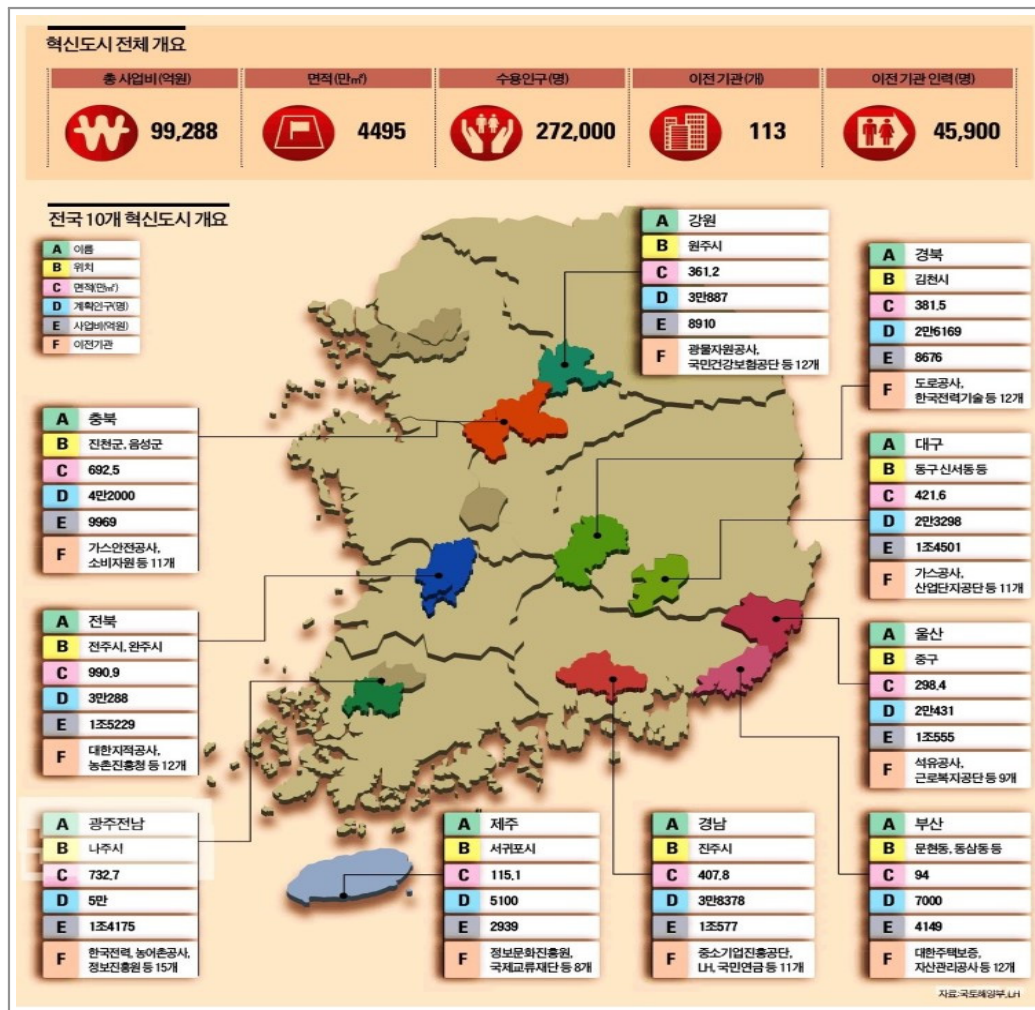 혁신도시 전체 개요
총 사업비(억원)
99,288
면적(만㎡)
4495
수용인구(명)
272,000
이전 기관(개)
113
이전 기관 인력(명)
45,900
전국 10개 혁신도시 개요
A 이름
B 위치
C 면적(만㎡)
D 계획인구(명)
E 사업비(억원)
F 이전기관
A 강원
B 원주시
C 361.2
D 3만887
E 8910
F 광물자원공사,
국민건강보험공단 등 12개
A 경북
B 김천시
C 381.5
D 2만6169
E 8676
F 도로공사,
한국전력기술 등 12개
A 충북
B 진천군, 음성군
C 692.5
D 4만2000
E 9969
F 가스안전공사,
소비자원 등 11개
A 대구
B 동구 신서동 등
C 421.6
D 2만3298
E 1조4501
F 가스공사,
산업단지공단 등 11개
A 전북
B 전주시, 완주시
C 990.9
D 3만288
E 1조5229
F 대한지적공사,
농촌진흥청 등 12개
A 울산
B 중구
C 298.4
D 2만431
E 1조555
F 석유공사,
근로복지공단 등 9개
A 광주전남
B 나주시
C 732.7
D 5만
E 1조4175
F 한국전력, 농어촌공사,
정보진흥원 등 15개
A 제주
B 서귀포시
C 115.1
D 5100
E 2939
F 정보문화진흥원,
국제교류재단 등 8개
A 경남
B 진주시
C 407.8
D 3만8378
E 1조577
F 중소기업진흥공단,
LH, 국민연금 등 11개
A 부산
B 문현동, 동삼동 등
C 94
D 7000
E 4149
F 대한주택보증,
자산관리공사 등 12개
자료:국토해양부, LH